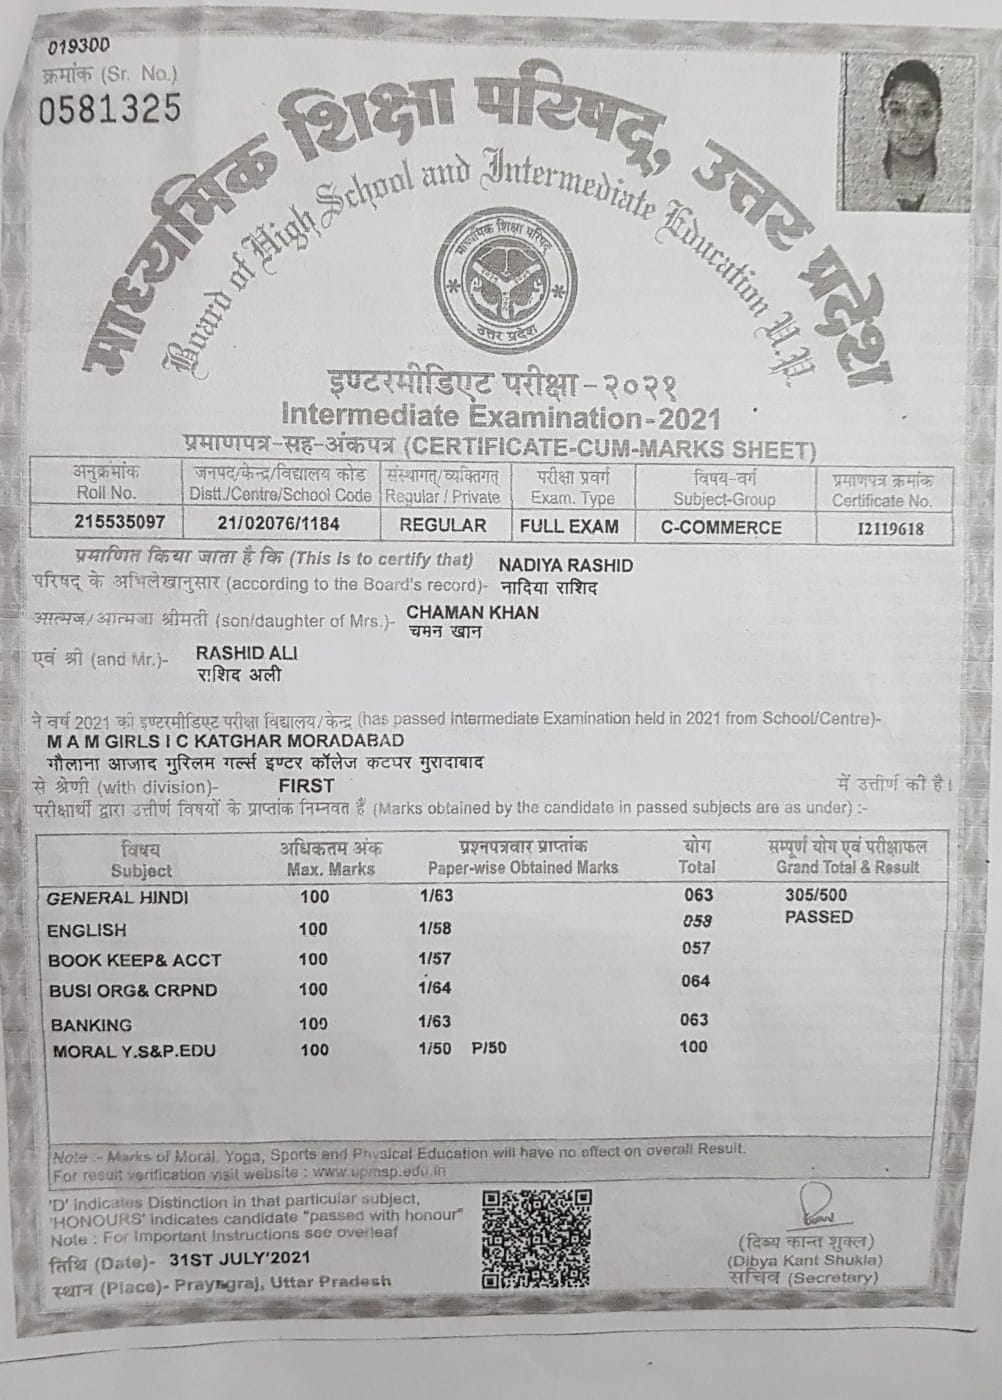 019300
क्रमांक (Sr. No.)
0581325
माध्यमिक शिक्षा परिषद्, उत्तर प्रदेश
Board of High School and Intermediate Education U.P.
माध्यमिक शिक्षा परिषद्
उत्तर प्रदेश
इण्टरमीडिएट परीक्षा-२०२१
Intermediate Examination-2021
प्रमाणपत्र-सह-अंकपत्र (CERTIFICATE-CUM-MARKS SHEET)
अनुक्रमांक जनपद/केन्द्र/विद्यालय कोड संस्थागत/व्यक्तिगत परीक्षा प्रवर्ग विषय-वर्ग प्रमाणपत्र क्रमांक
Roll No. Distt./Centre/School Code Regular / Private Exam. Type Subject-Group Certificate No.
215535097 21/02076/1184 REGULAR FULL EXAM C-COMMERCE I2119618
प्रमाणित किया जाता है कि (This is to certify that) NADIYA RASHID
परिषद् के अभिलेखानुसार (according to the Board's record)- नादिया राशिद
आत्मज/आत्मजा श्रीमती (son/daughter of Mrs.)- CHAMAN KHAN
चमन खान
एवं श्री (and Mr.)- RASHID ALI
राशिद अली
ने वर्ष 2021 की इण्टरमीडिएट परीक्षा विद्यालय/केन्द्र (has passed Intermediate Examination held in 2021 from School/Centre)-
M A M GIRLS I C KATGHAR MORADABAD
मौलाना आजाद मुस्लिम गर्ल्स इण्टर कॉलेज कटघर मुरादाबाद
से श्रेणी (with division)- FIRST में उत्तीर्ण की है।
परीक्षार्थी द्वारा उत्तीर्ण विषयों के प्राप्तांक निम्नवत हैं (Marks obtained by the candidate in passed subjects are as under) :-
विषय अधिकतम अंक प्रश्नपत्रवार प्राप्तांक योग सम्पूर्ण योग एवं परीक्षाफल
Subject Max. Marks Paper-wise Obtained Marks Total Grand Total & Result
GENERAL HINDI 100 1/63 063 305/500
ENGLISH 100 1/58 058 PASSED
BOOK KEEP& ACCT 100 1/57 057
BUSI ORG& CRPND 100 1/64 064
BANKING 100 1/63 063
MORAL Y.S&P.EDU 100 1/50 P/50 100
Note :- Marks of Moral, Yoga, Sports and Physical Education will have no effect on overall Result.
For result verification visit website : www.upmsp.edu.in
'D' Indicates Distinction in that particular subject,
'HONOURS' indicates candidate "passed with honour"
Note : For Important Instructions see overleaf
तिथि (Date)- 31ST JULY'2021
स्थान (Place)- Prayagraj, Uttar Pradesh
(दिव्य कान्त शुक्ल)
(Dibya Kant Shukla)
सचिव (Secretary)